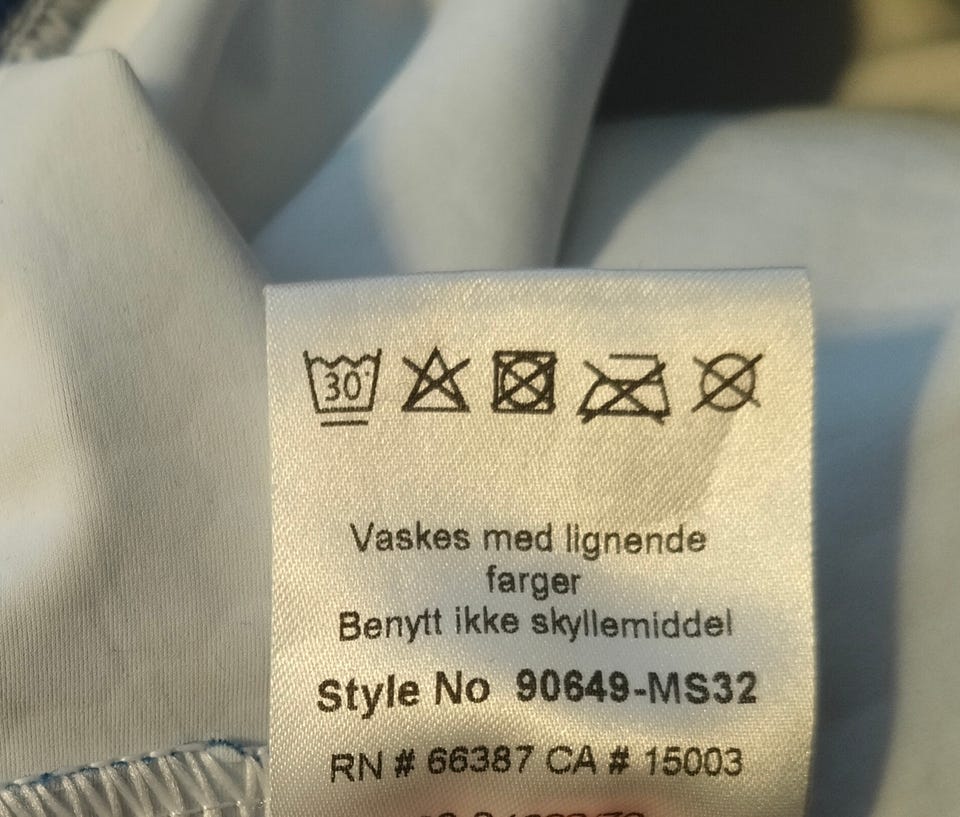 30°
Vaskes med lignende
farger
Benytt ikke skyllemiddel
Style No 90649-MS32
RN # 66387 CA # 15003